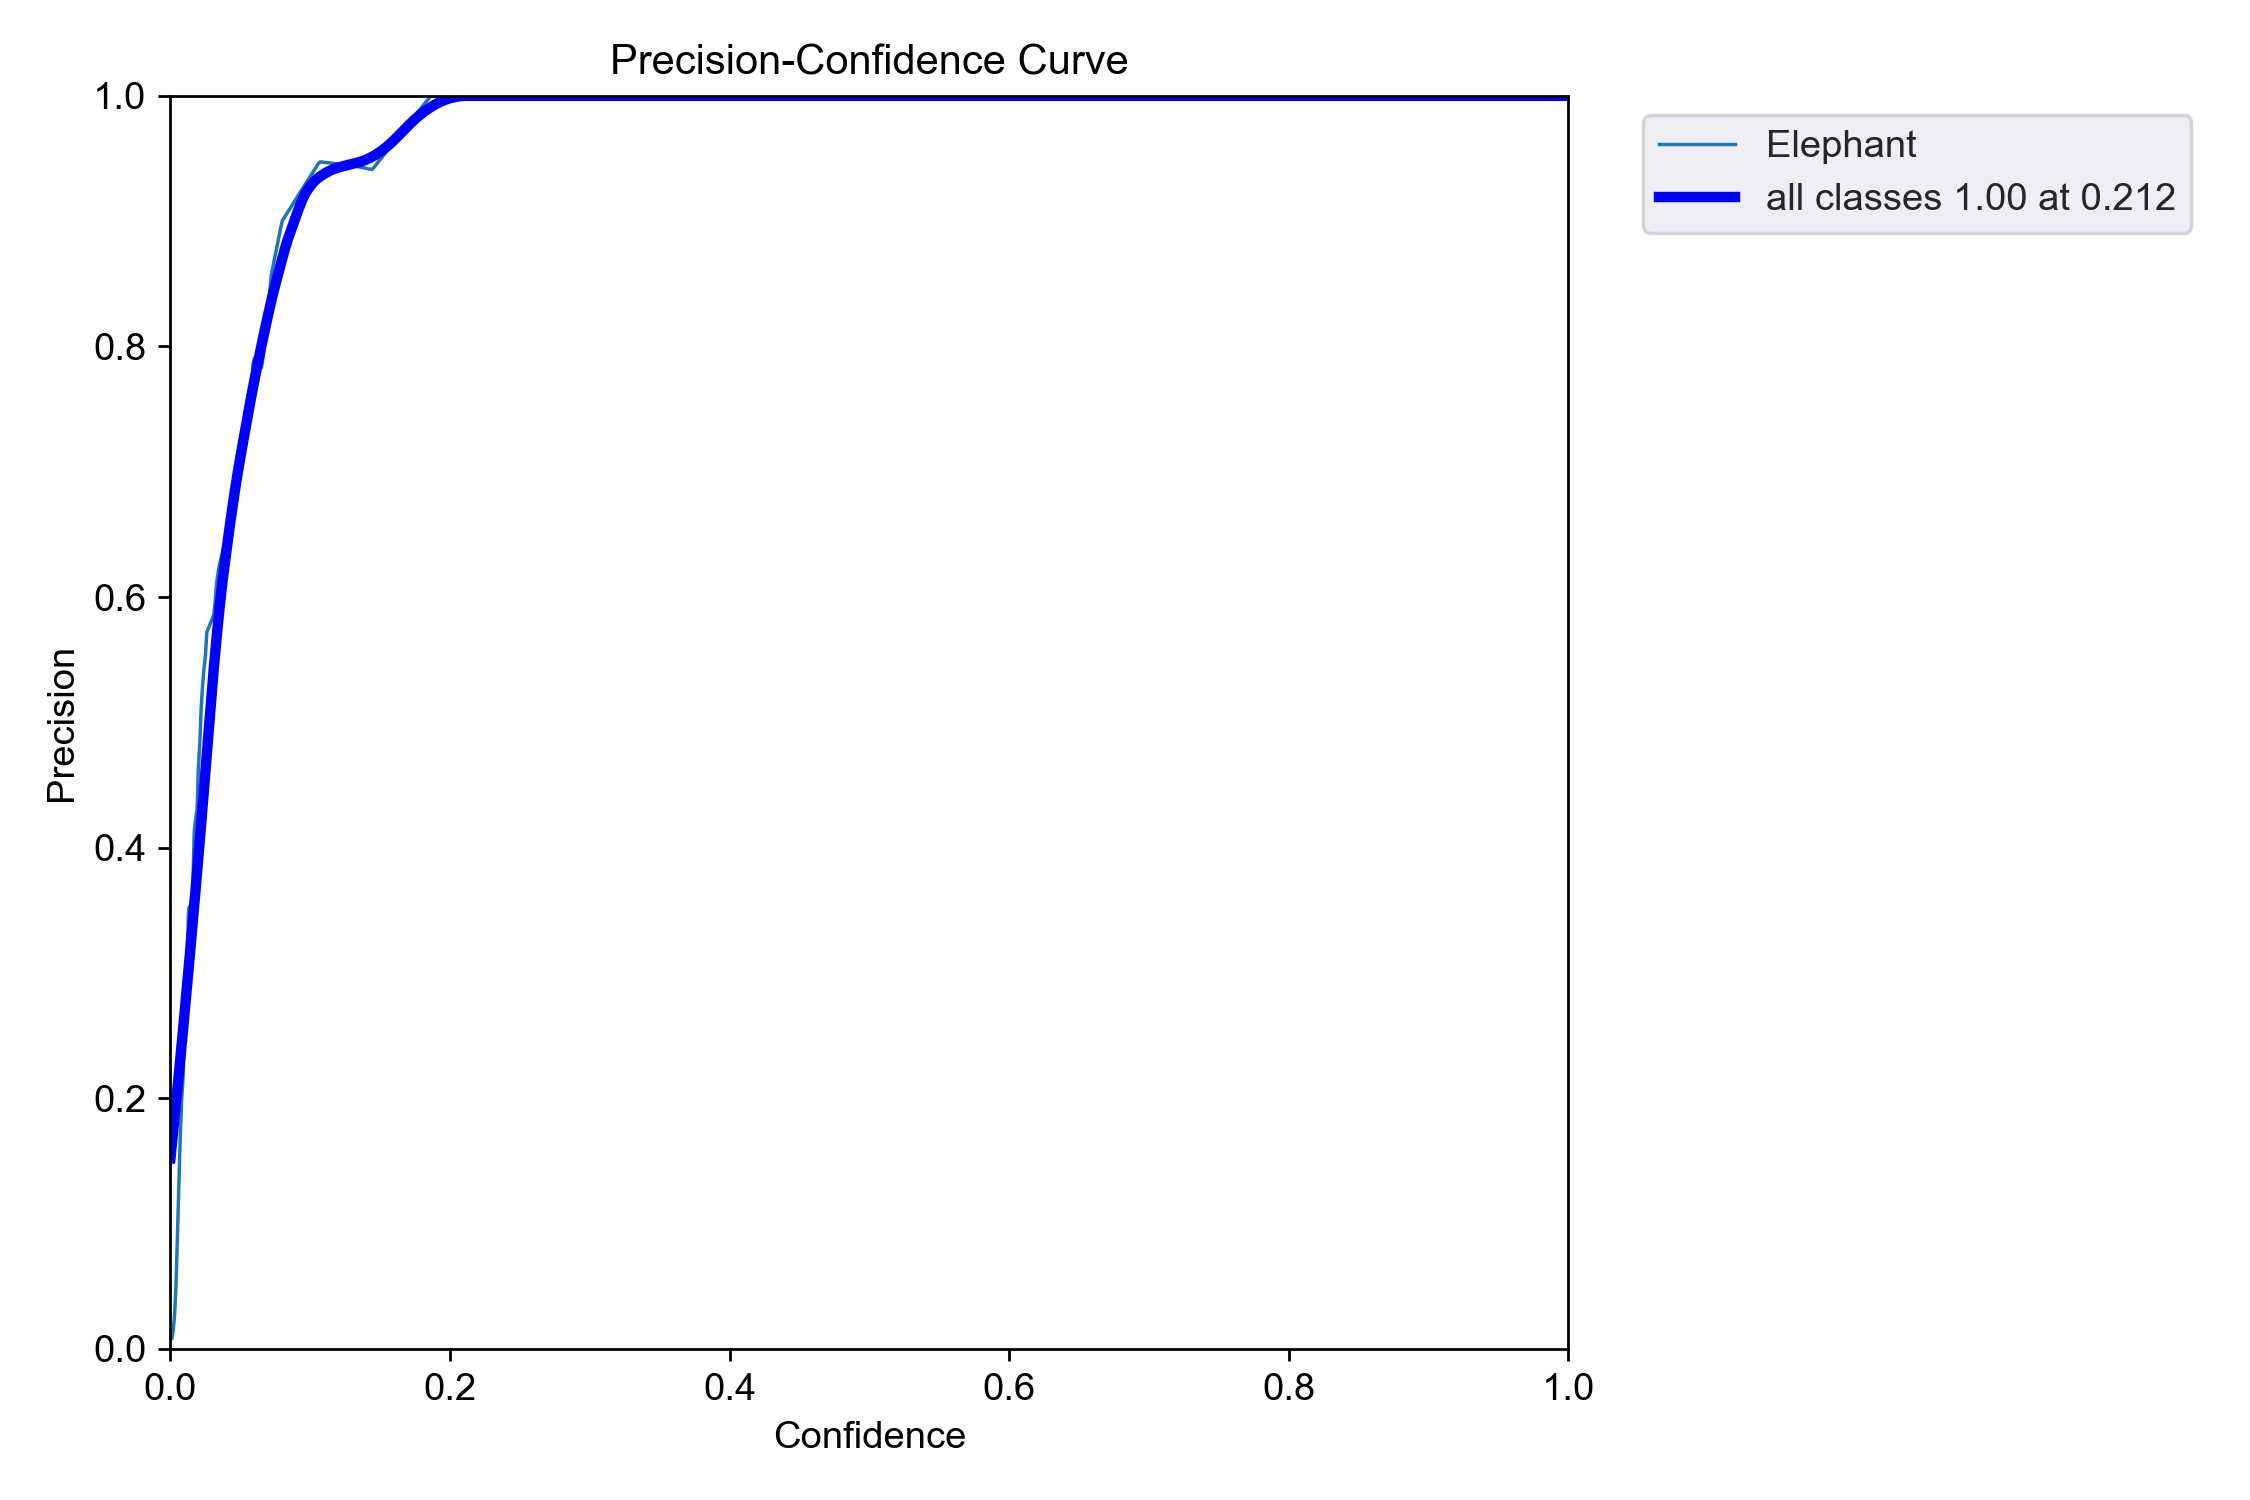 Precision-Confidence Curve
1.0
0.8
0.6
0.4
0.2
0.0
Precision
0.0 0.2 0.4 0.6 0.8 1.0
Confidence
Elephant
all classes 1.00 at 0.212